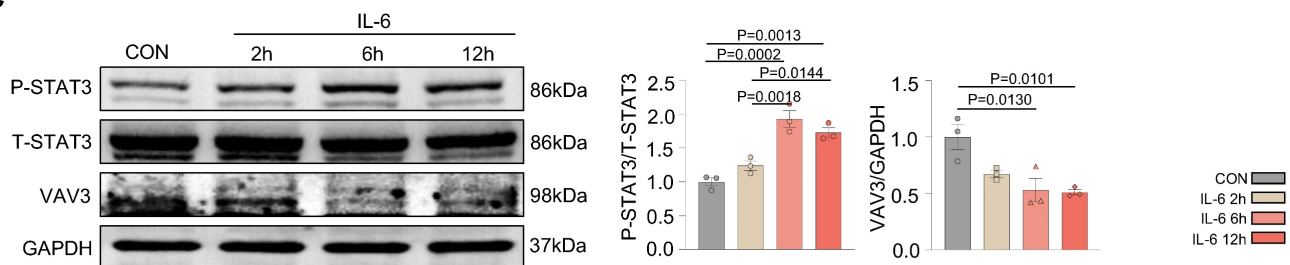 IL-6
CON 2h 6h 12h
P-STAT3 86kDa
T-STAT3 86kDa
VAV3 98kDa
GAPDH 37kDa
P=0.0013
P=0.0002
P=0.0144
P=0.0018
P-STAT3/T-STAT3
2.5
2.0
1.5
1.0
0.5
0.0
P=0.0101
P=0.0130
VAV3/GAPDH
1.5
1.0
0.5
0.0
CON
IL-6 2h
IL-6 6h
IL-6 12h